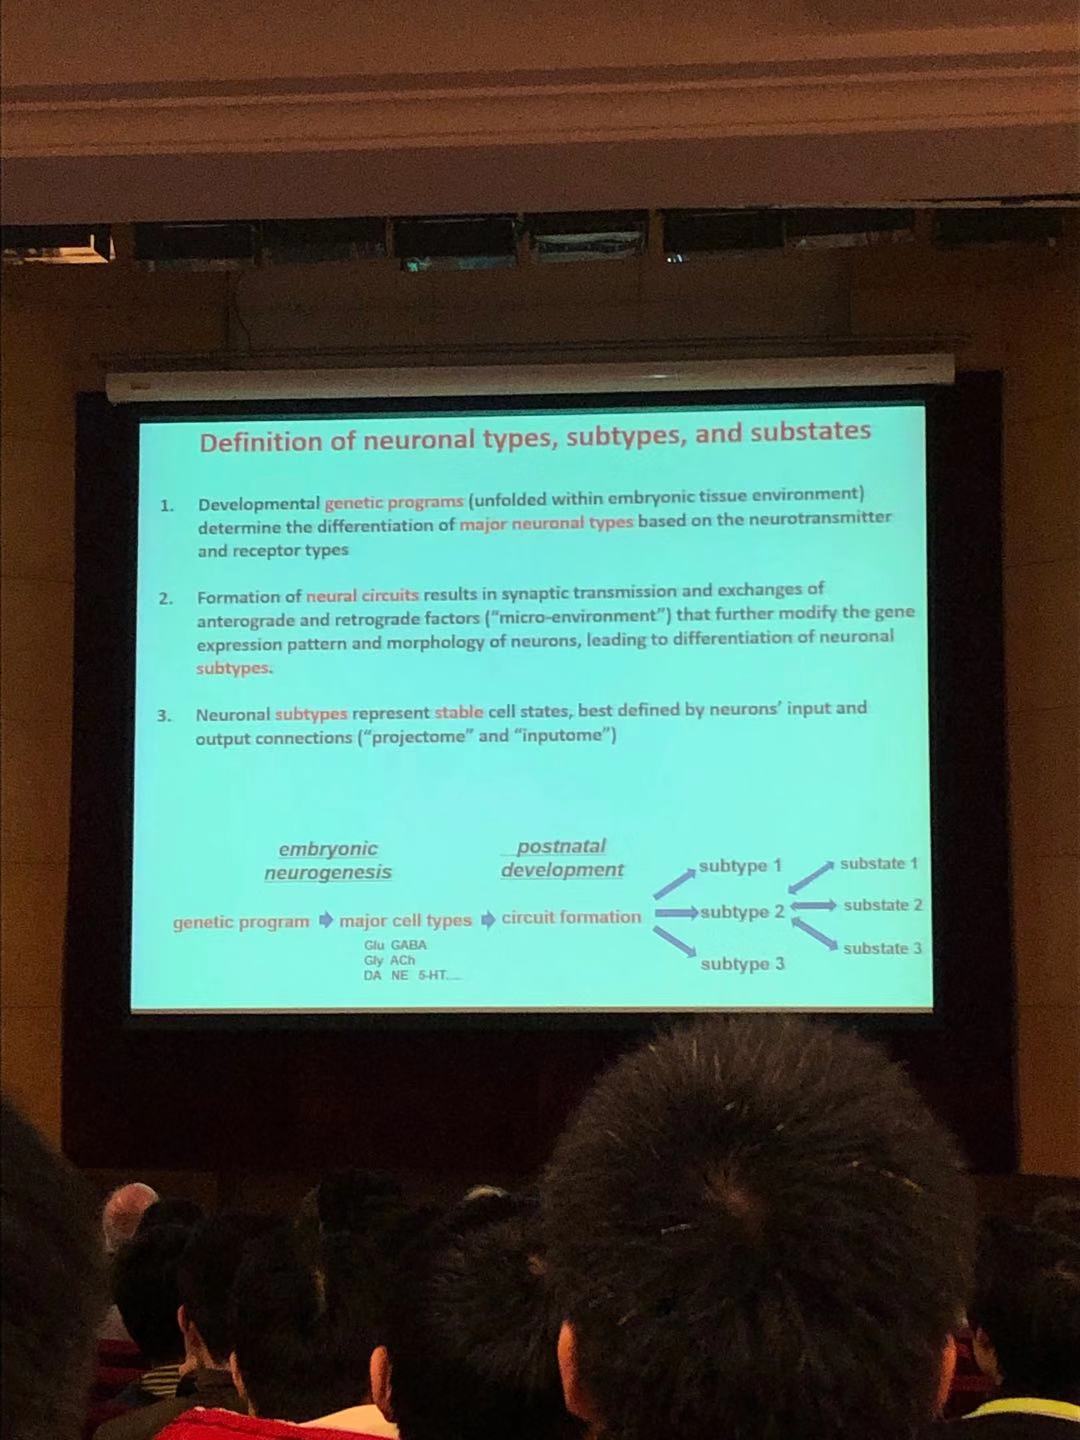 Definition of neuronal types, subtypes, and substates
1. Developmental genetic programs (unfolded within embryonic tissue environment)
determine the differentiation of major neuronal types based on the neurotransmitter
and receptor types
2. Formation of neural circuits results in synaptic transmission and exchanges of
anterograde and retrograde factors ("micro-environment") that further modify the gene
expression pattern and morphology of neurons, leading to differentiation of neuronal
subtypes.
3. Neuronal subtypes represent stable cell states, best defined by neurons' input and
output connections ("projectome" and "inputome")
embryonic
neurogenesis
postnatal
development
genetic program
major cell types
circuit formation
Glu GABA
Gly ACh
DA NE 5-HT....
subtype 1
subtype 2
subtype 3
substate 1
substate 2
substate 3